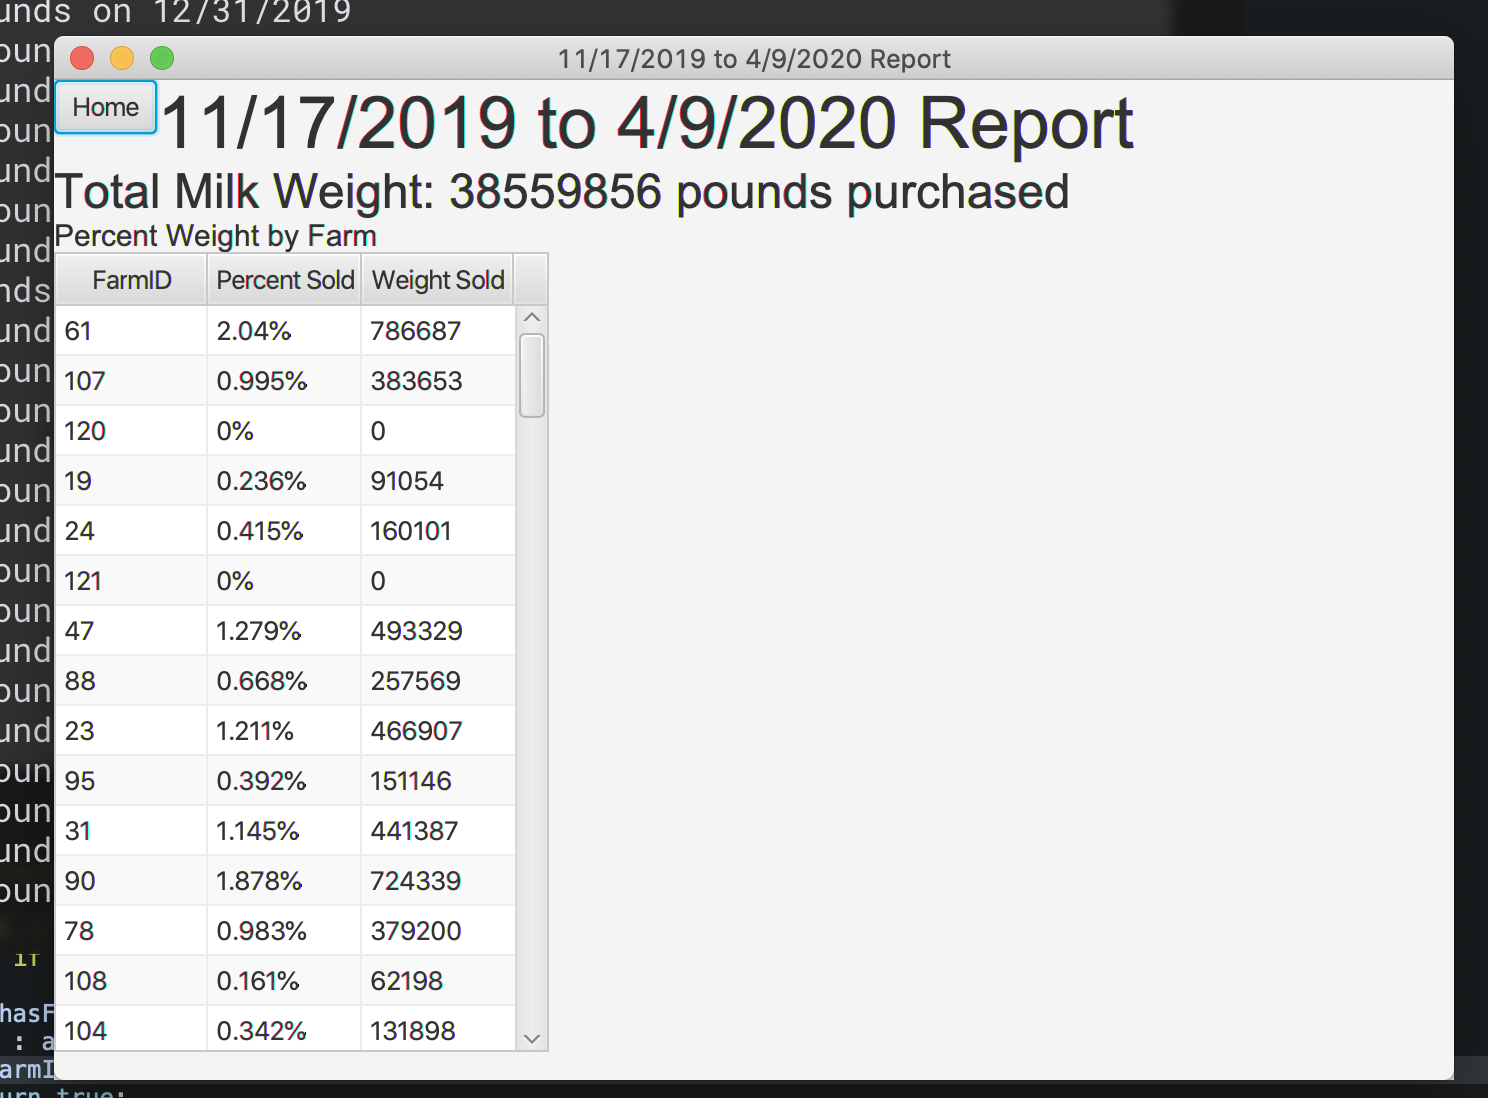 unds on 12/31/2019
11/17/2019 to 4/9/2020 Report
Home
11/17/2019 to 4/9/2020 Report
Total Milk Weight: 38559856 pounds purchased
Percent Weight by Farm
FarmID Percent Sold Weight Sold
61 2.04% 786687
107 0.995% 383653
120 0% 0
19 0.236% 91054
24 0.415% 160101
121 0% 0
47 1.279% 493329
88 0.668% 257569
23 1.211% 466907
95 0.392% 151146
31 1.145% 441387
90 1.878% 724339
78 0.983% 379200
108 0.161% 62198
104 0.342% 131898
oun
und
oun
und
oun
und
nds
und
oun
oun
und
oun
und
oun
oun
und
oun
und
oun
oun
und
oun
if
hasF
: a
armI
urn true;